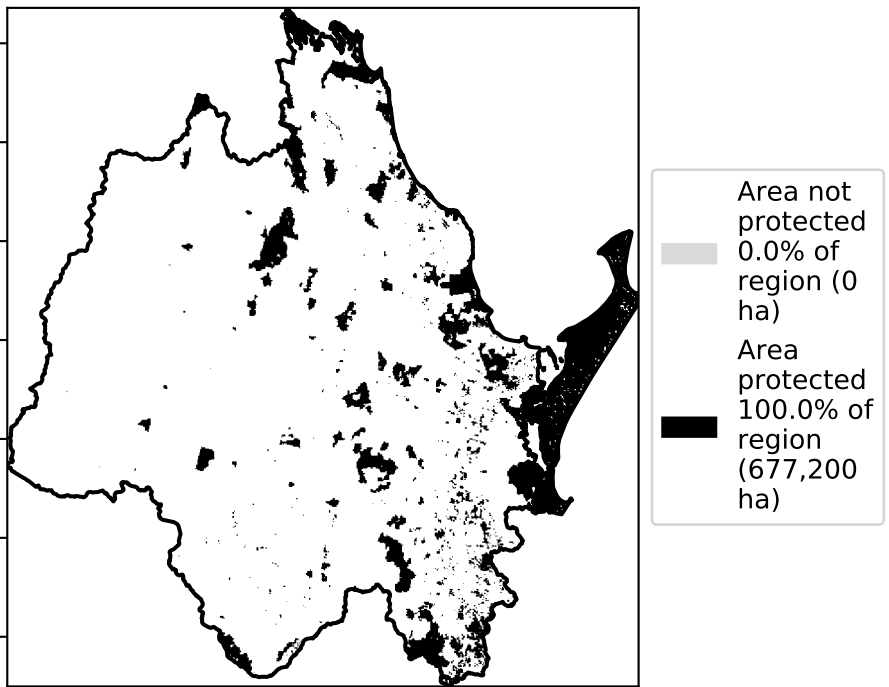 Area not
protected
0.0% of
region (0
ha)
Area
protected
100.0% of
region
(677,200
ha)